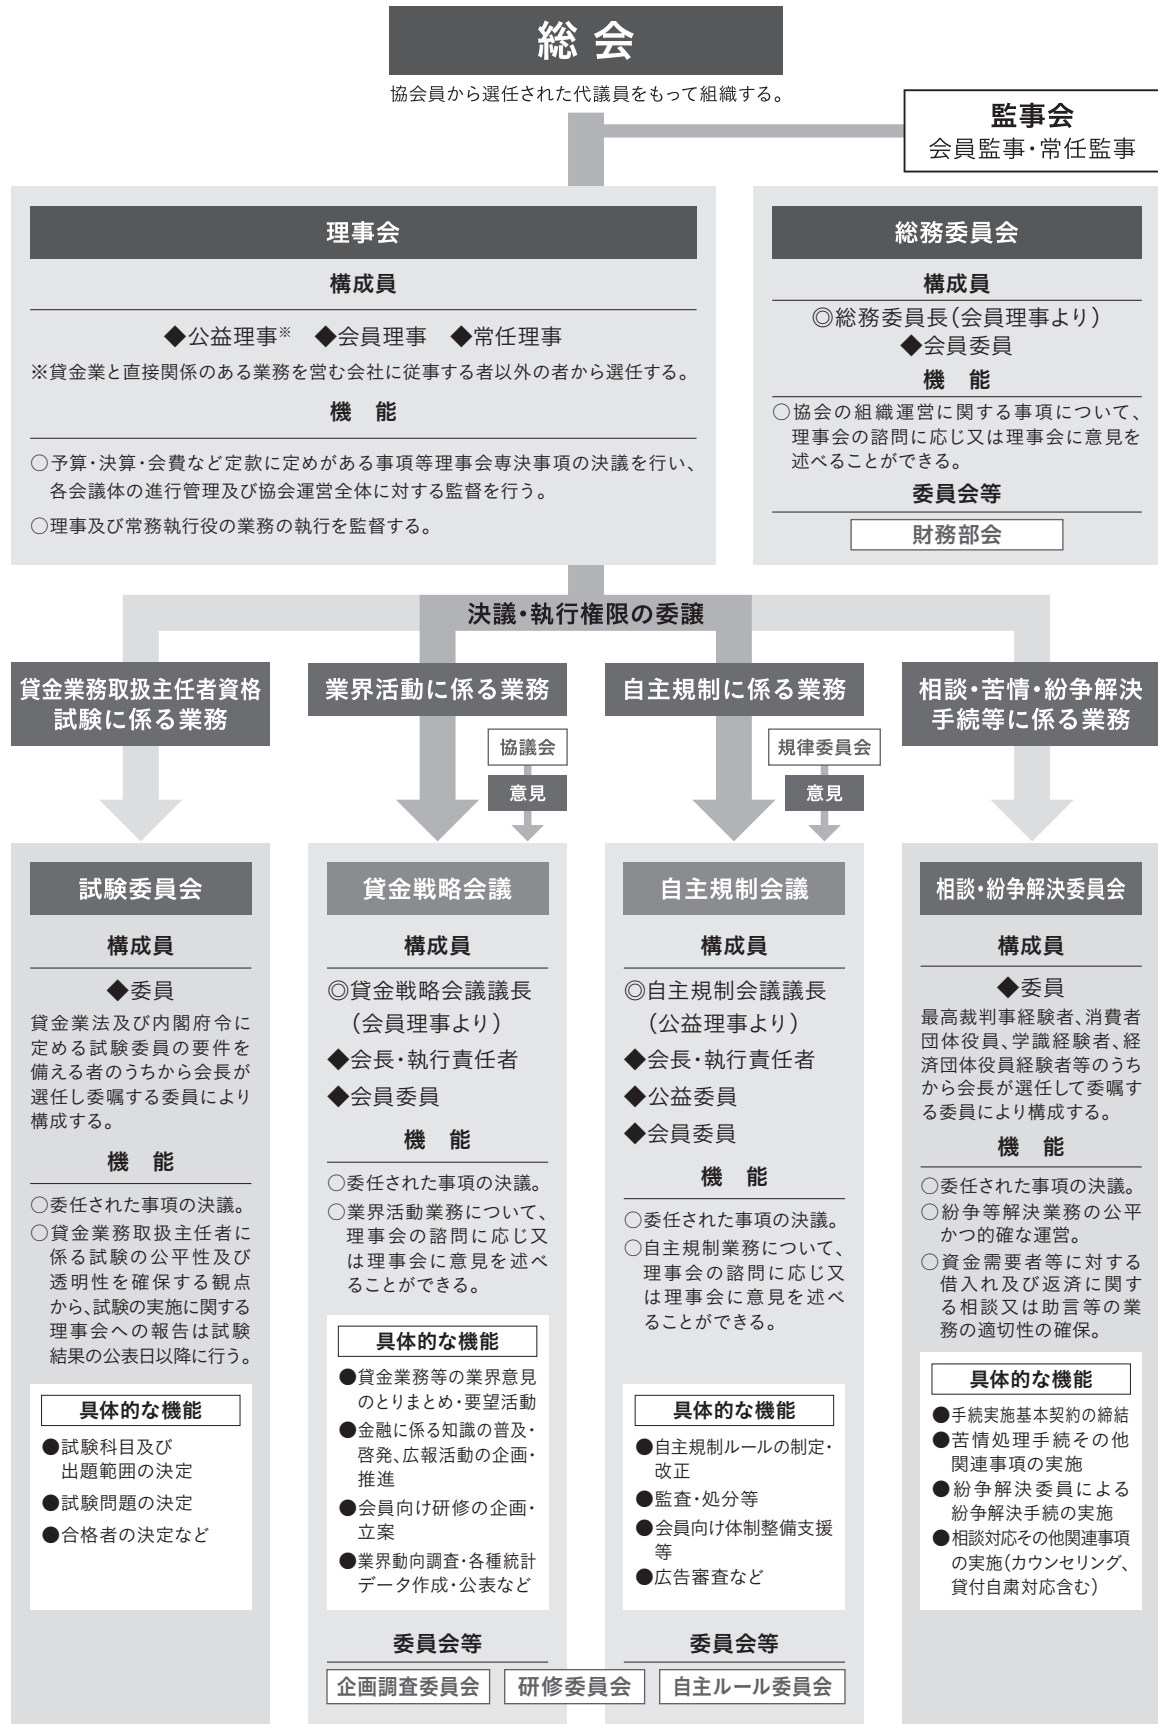 総会
協会員から選任された代議員をもって組織する。
監事会
会員監事・常任監事
理事会
構成員
◆公益理事※ ◆会員理事 ◆常任理事
※貸金業と直接関係のある業務を営む会社に従事する者以外の者から選任する。
機 能
○予算・決算・会費など定款に定めがある事項等理事会専決事項の決議を行い、
各会議体の進行管理及び協会運営全体に対する監督を行う。
○理事及び常務執行役の業務の執行を監督する。
総務委員会
構成員
◎総務委員長（会員理事より）
◆会員委員
機 能
○協会の組織運営に関する事項について、
理事会の諮問に応じ又は理事会に意見を
述べることができる。
委員会等
財務部会
決議・執行権限の委譲
貸金業務取扱主任者資格
試験に係る業務
業界活動に係る業務
自主規制に係る業務
相談・苦情・紛争解決
手続等に係る業務
協議会
意見
規律委員会
意見
試験委員会
構成員
◆委員
貸金業法及び内閣府令に
定める試験委員の要件を
備える者のうちから会長が
選任し委嘱する委員により
構成する。
機 能
○委任された事項の決議。
○貸金業務取扱主任者に
係る試験の公平性及び
透明性を確保する観点
から、試験の実施に関する
理事会への報告は試験
結果の公表日以降に行う。
具体的な機能
●試験科目及び
出題範囲の決定
●試験問題の決定
●合格者の決定など
貸金戦略会議
構成員
◎貸金戦略会議議長
（会員理事より）
◆会長・執行責任者
◆会員委員
機 能
○委任された事項の決議。
○業界活動業務について、
理事会の諮問に応じ又
は理事会に意見を述べ
ることができる。
具体的な機能
●貸金業務等の業界意見
のとりまとめ・要望活動
●金融に係る知識の普及・
啓発、広報活動の企画・
推進
●会員向け研修の企画・
立案
●業界動向調査・各種統計
データ作成・公表など
委員会等
自主規制会議
構成員
◎自主規制会議議長
（公益理事より）
◆会長・執行責任者
◆公益委員
◆会員委員
機 能
○委任された事項の決議。
○自主規制業務について、
理事会の諮問に応じ又
は理事会に意見を述べ
ることができる。
具体的な機能
●自主規制ルールの制定・
改正
●監査・処分等
●会員向け体制整備支援
等
●広告審査など
委員会等
企画調査委員会
研修委員会
自主ルール委員会
相談・紛争解決委員会
構成員
◆委員
最高裁判事経験者、消費者
団体役員、学識経験者、経
済団体役員経験者等のうち
から会長が選任して委嘱す
る委員により構成する。
機 能
○委任された事項の決議。
○紛争等解決業務の公平
かつ的確な運営。
○資金需要者等に対する
借入れ及び返済に関す
る相談又は助言等の業
務の適切性の確保。
具体的な機能
●手続実施基本契約の締結
●苦情処理手続その他
関連事項の実施
●紛争解決委員による
紛争解決手続の実施
●相談対応その他関連事項
の実施（カウンセリング、
貸付自粛対応含む）